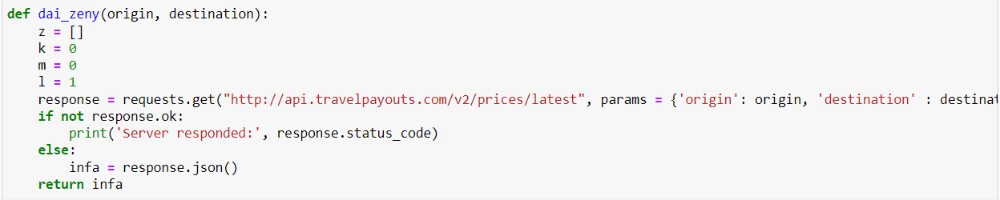 def dai_zeny(origin, destination):
    z = []
    k = 0
    m = 0
    l = 1
    response = requests.get("http://api.travelpayouts.com/v2/prices/latest", params = {'origin': origin, 'destination' : destinat
    if not response.ok:
        print('Server responded:', response.status_code)
    else:
        infa = response.json()
    return infa